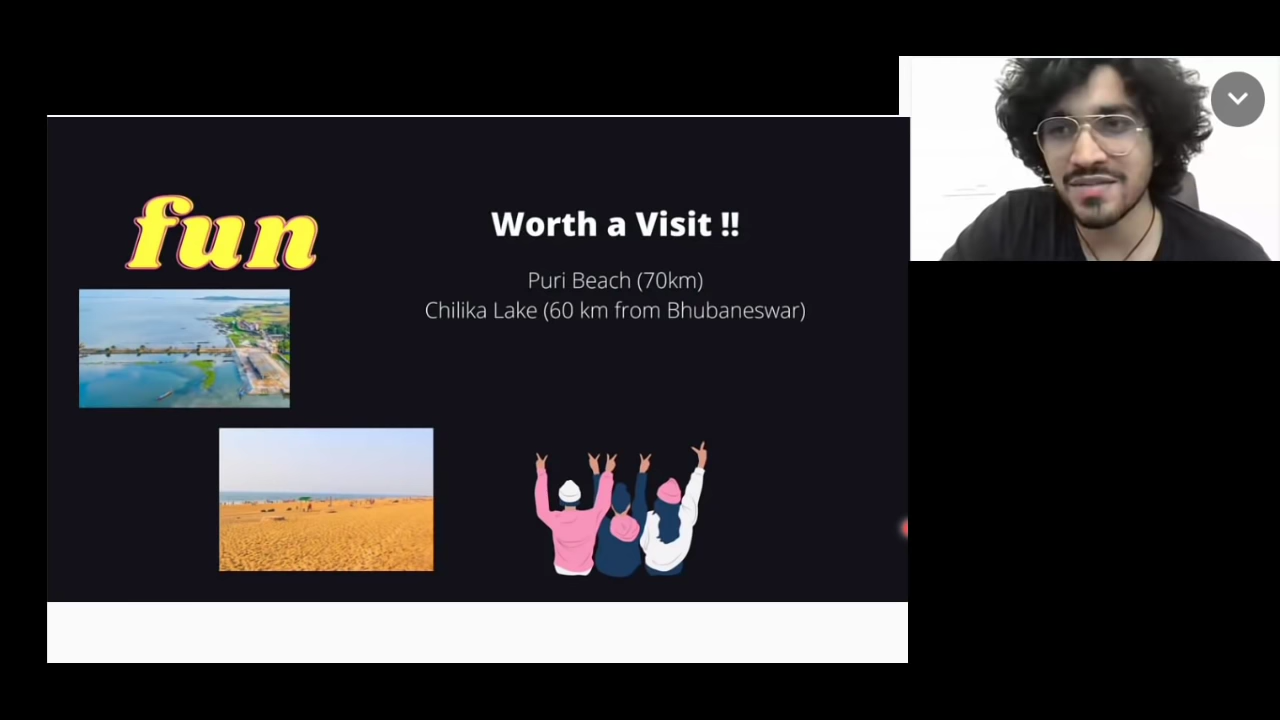 fun
Worth a Visit !!
Puri Beach (70km)
Chilika Lake (60 km from Bhubaneswar)